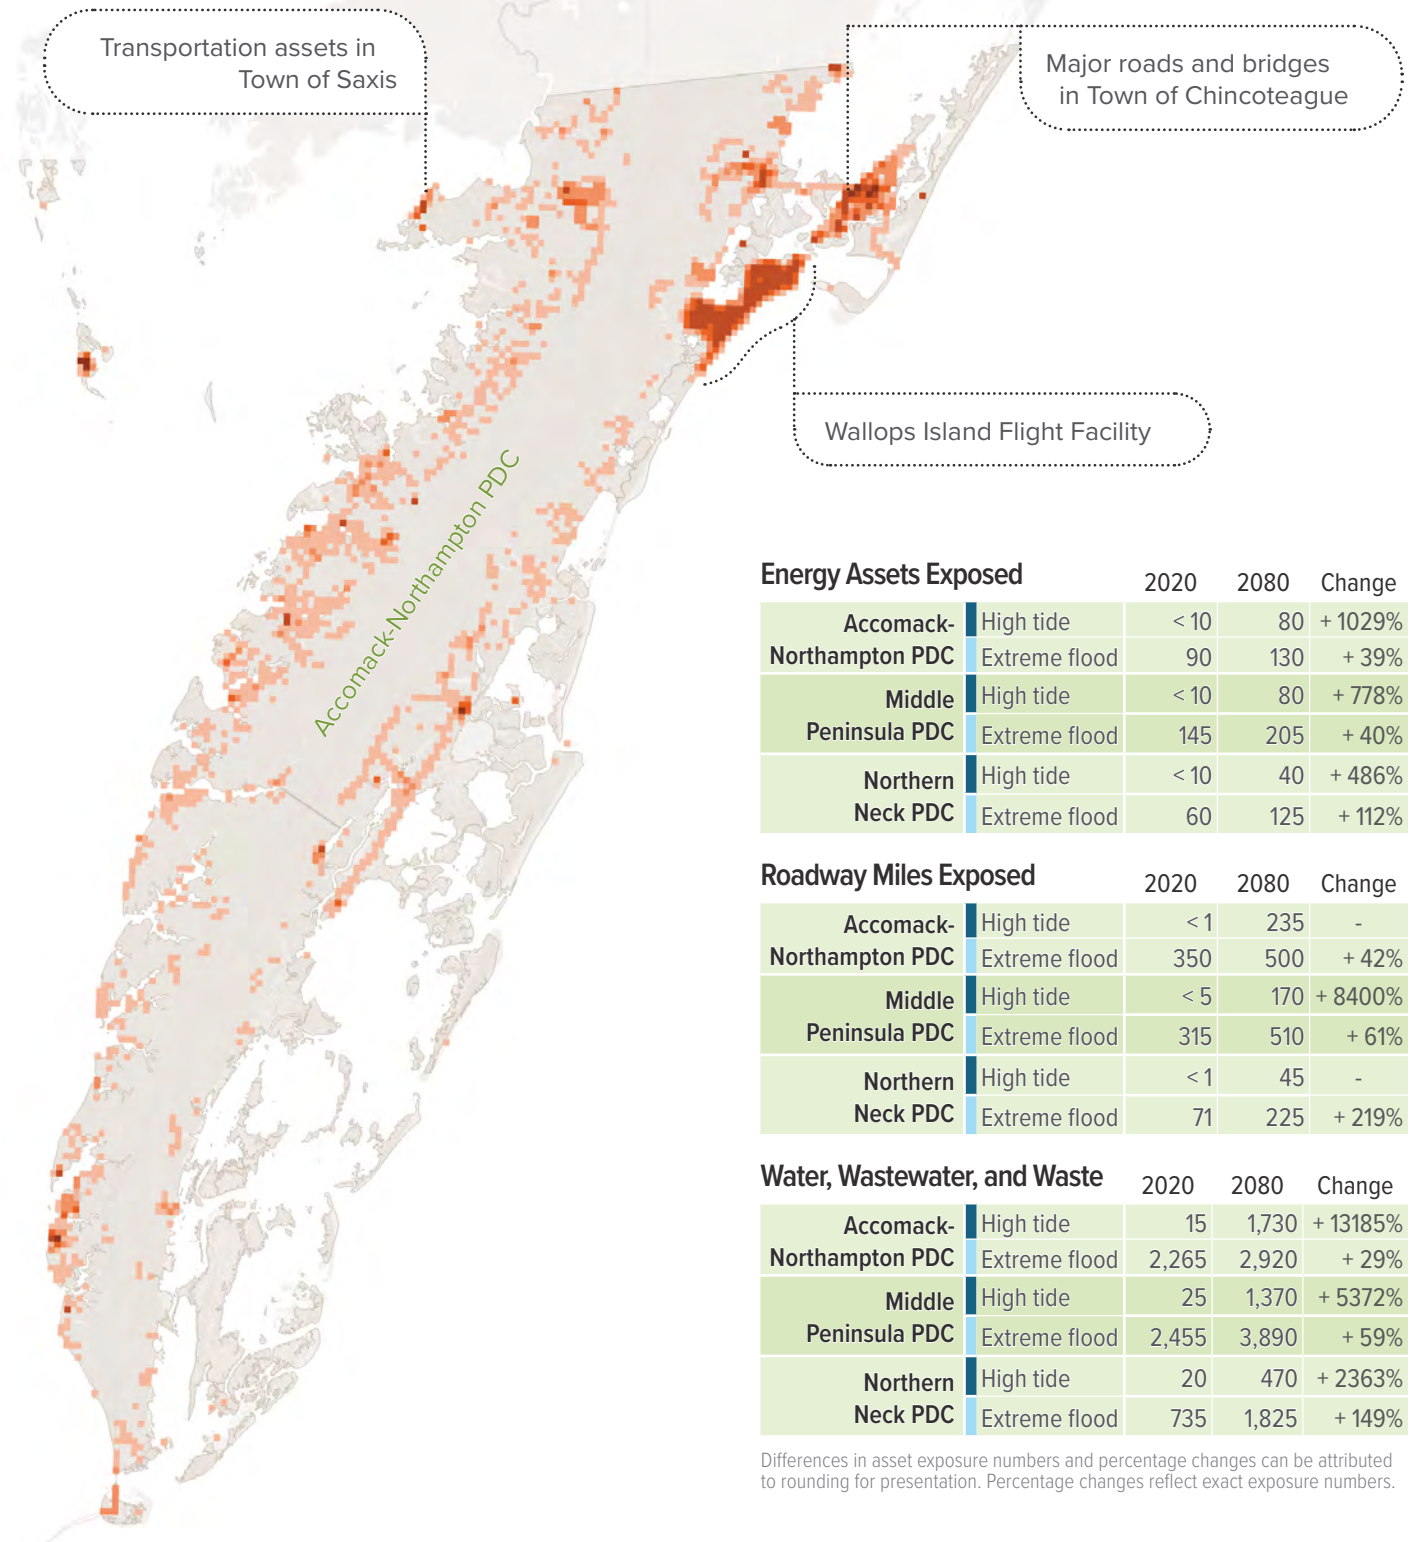 Transportation assets in
Town of Saxis
Major roads and bridges
in Town of Chincoteague
Wallops Island Flight Facility
Accomack-Northampton PDC
Energy Assets Exposed 2020 2080 Change
Accomack-Northampton PDC High tide < 10 80 + 1029%
Extreme flood 90 130 + 39%
Middle Peninsula PDC High tide < 10 80 + 778%
Extreme flood 145 205 + 40%
Northern Neck PDC High tide < 10 40 + 486%
Extreme flood 60 125 + 112%
Roadway Miles Exposed 2020 2080 Change
Accomack-Northampton PDC High tide < 1 235 -
Extreme flood 350 500 + 42%
Middle Peninsula PDC High tide < 5 170 + 8400%
Extreme flood 315 510 + 61%
Northern Neck PDC High tide < 1 45 -
Extreme flood 71 225 + 219%
Water, Wastewater, and Waste 2020 2080 Change
Accomack-Northampton PDC High tide 15 1,730 + 13185%
Extreme flood 2,265 2,920 + 29%
Middle Peninsula PDC High tide 25 1,370 + 5372%
Extreme flood 2,455 3,890 + 59%
Northern Neck PDC High tide 20 470 + 2363%
Extreme flood 735 1,825 + 149%
Differences in asset exposure numbers and percentage changes can be attributed
to rounding for presentation. Percentage changes reflect exact exposure numbers.